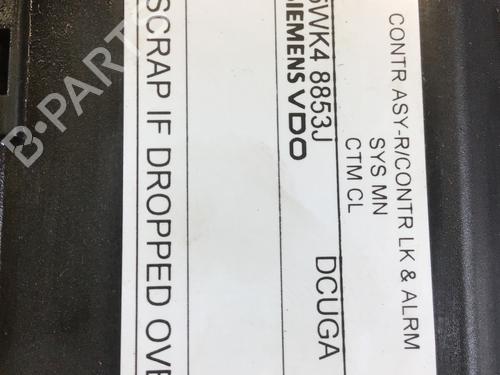 CONTR ASY-R/CONTR LK & ALRM
SYS MN
CTM CL
5WK4 8853J
SIEMENS VDO
DCUGA
SCRAP IF DROPPED OVE
B-PARTS